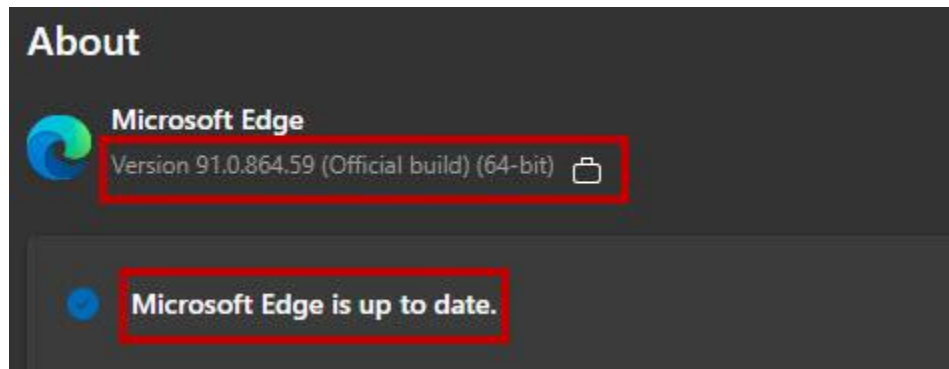 About
Microsoft Edge
Version 91.0.864.59 (Official build) (64-bit)
Microsoft Edge is up to date.